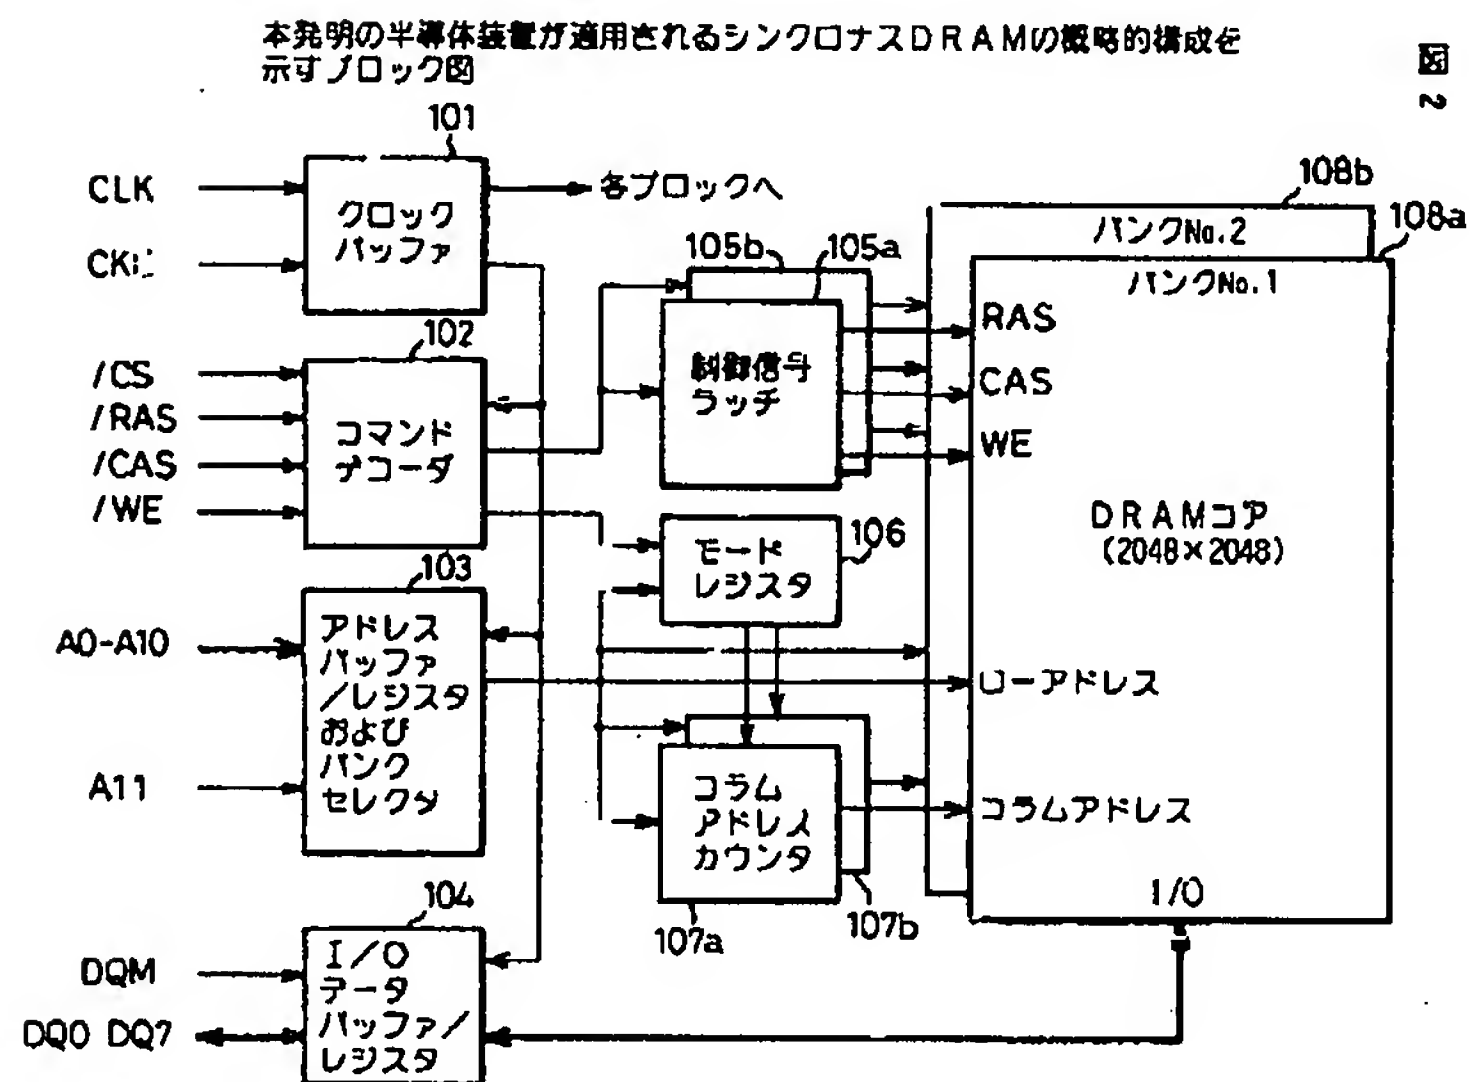 本発明の半導体装置が適用されるシンクロナスDRAMの概略的構成を
示すブロック図
図2
101
CLK
クロック
バッファ
各ブロックへ
102
/CS
/RAS
/CAS
/WE
コマンド
デコーダ
103
A0-A10
アドレス
バッファ
/レジスタ
および
バンク
セレクタ
A11
104
DQM
DQ0 DQ7
I/O
データ
バッファ/
レジスタ
105b
105a
制御信号
ラッチ
106
モード
レジスタ
コラム
アドレス
カウンタ
107a
107b
108b
バンクNo.2
108a
バンクNo.1
RAS
CAS
WE
DRAMコア
(2048×2048)
ローアドレス
コラムアドレス
I/O